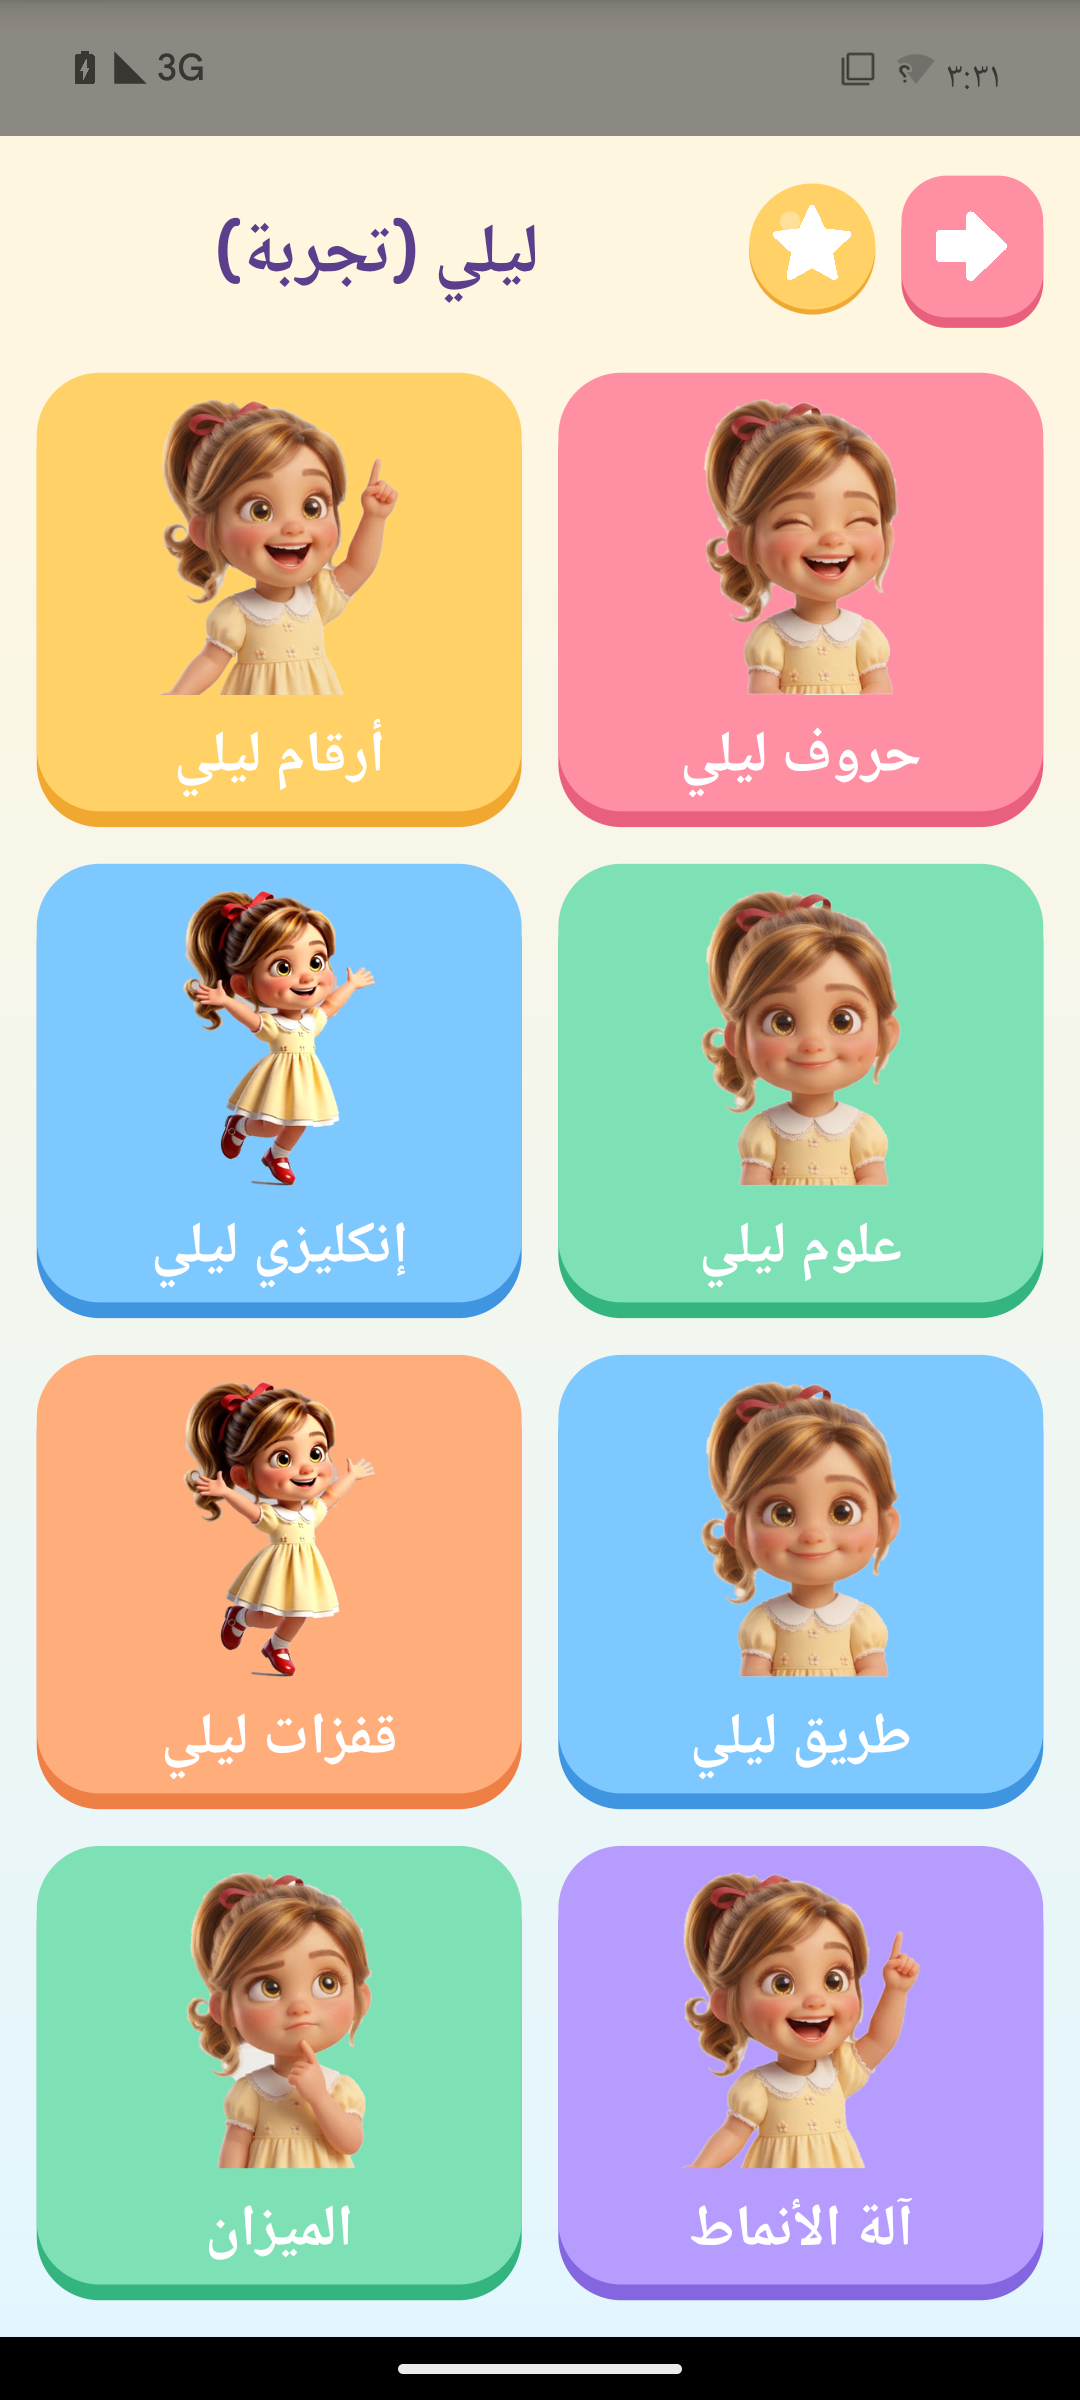 ٣:٣١
3G
ليلي (تجربة)
حروف ليلي
أرقام ليلي
علوم ليلي
إنكليزي ليلي
طريق ليلي
قفزات ليلي
آلة الأنماط
الميزان